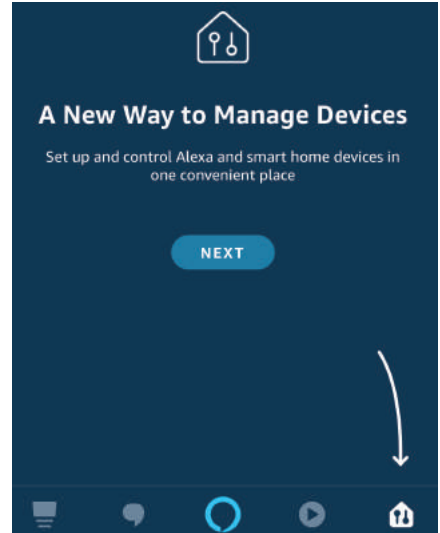 A New Way to Manage Devices
Set up and control Alexa and smart home devices in
one convenient place
NEXT